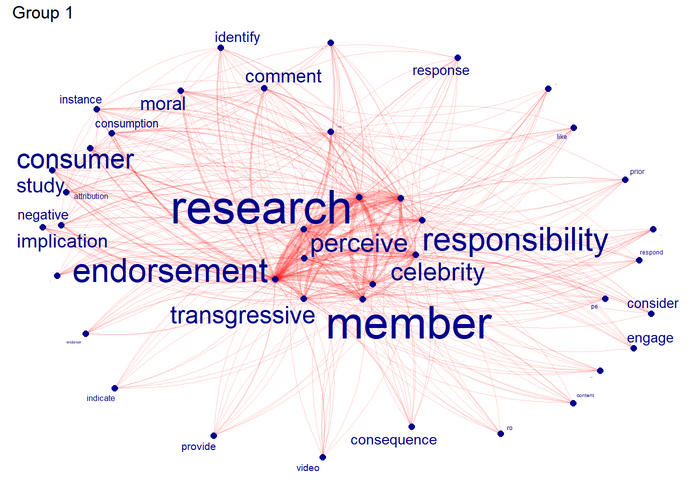 Group 1
identify
comment
response
instance
moral
consumption
like
consumer
study
attribution
prior
research
negative
implication
perceive
responsibility
respond
endorsement
celebrity
pe
consider
transgressive
member
engage
endorser
indicate
content
ro
provide
consequence
video